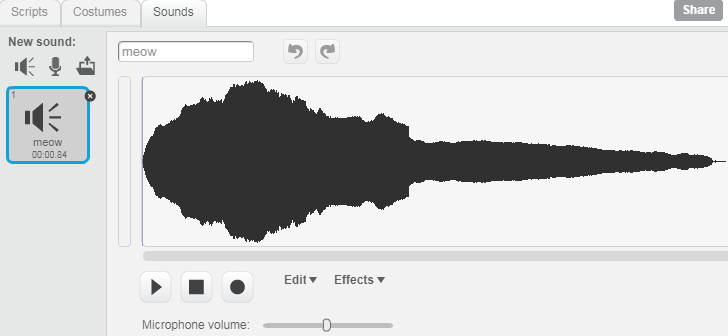 Scripts Costumes Sounds
Share
New sound:
meow
1
meow
00:00.84
Edit Effects
Microphone volume: